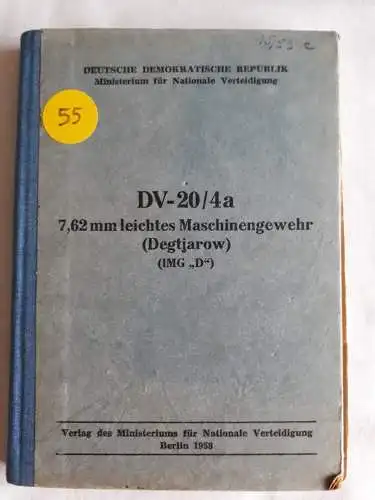 DEUTSCHE DEMOKRATISCHE REPUBLIK
Ministerium für Nationale Verteidigung
55
DV-20/4a
7,62 mm leichtes Maschinengewehr
(Degtjarow)
(lMG „D“)
Verlag des Ministeriums für Nationale Verteidigung
Berlin 1958